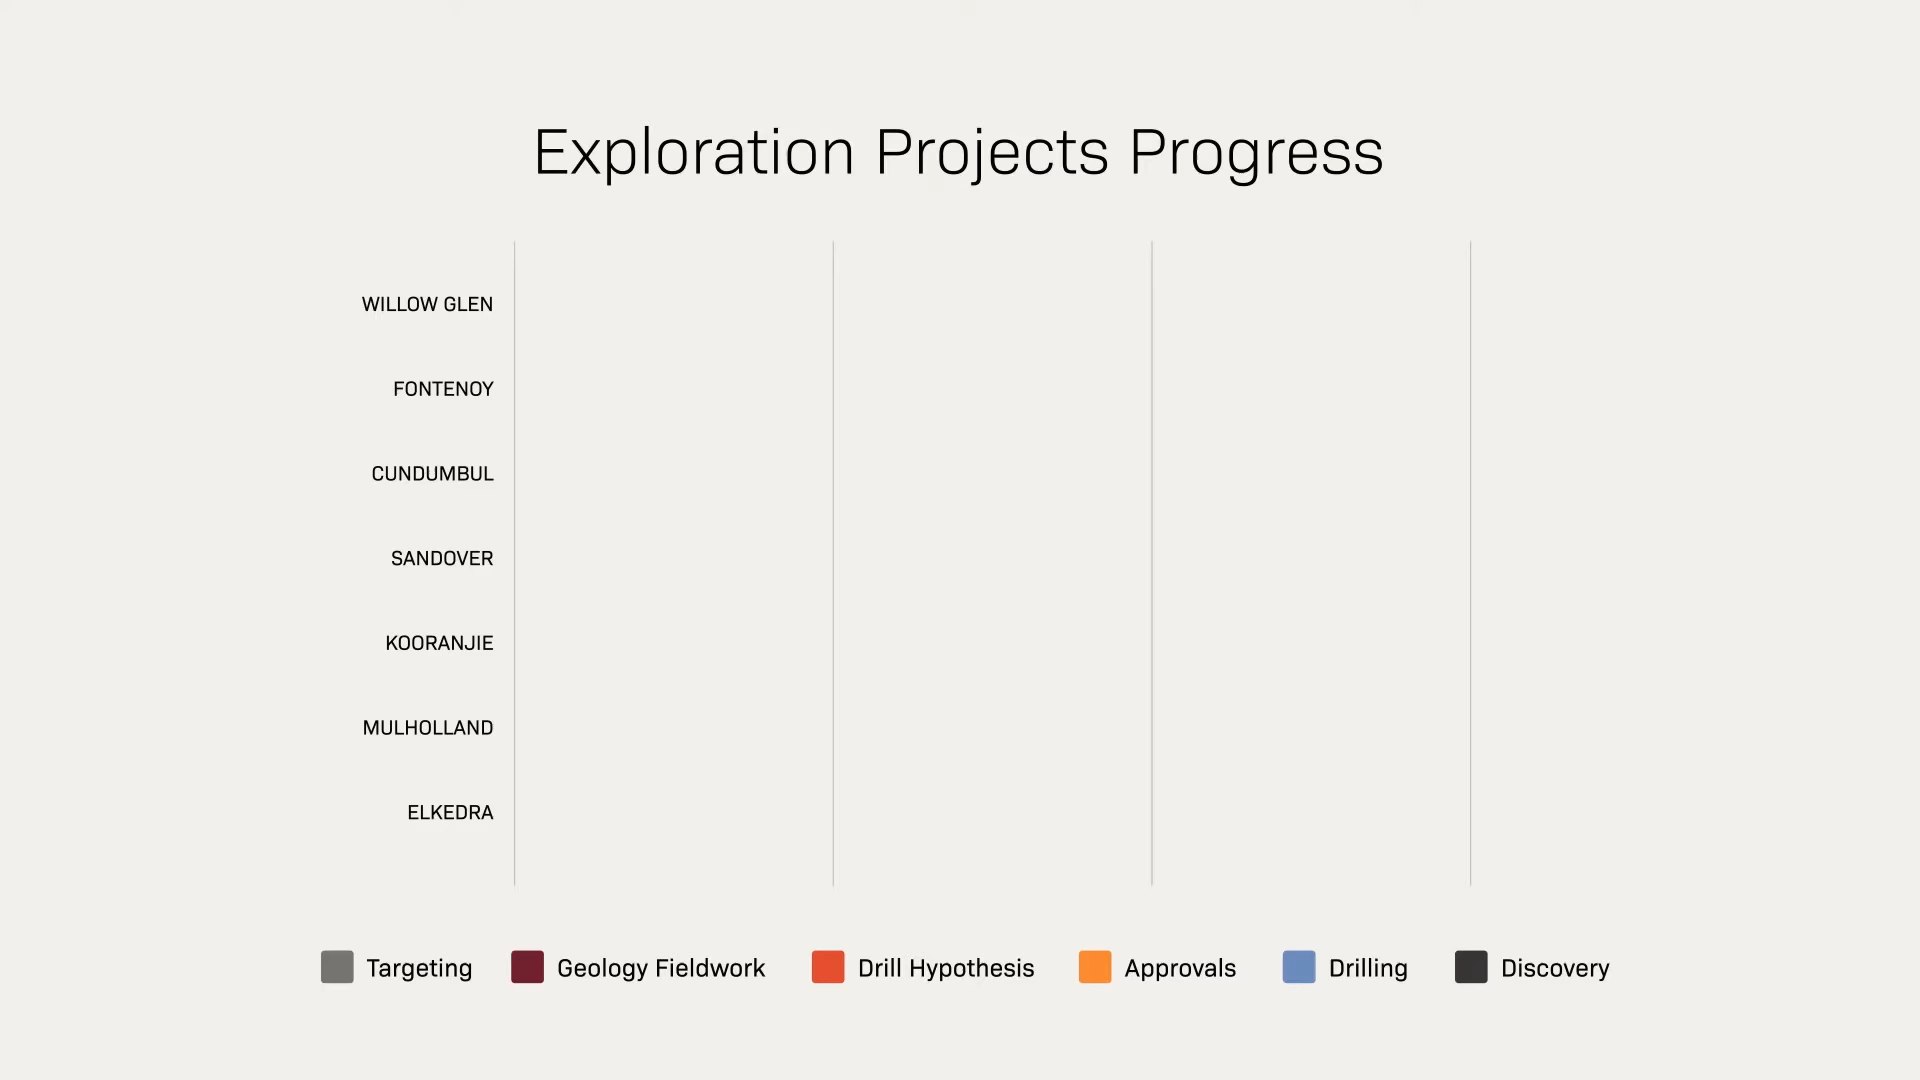 Exploration Projects Progress
WILLOW GLEN
FONTENOY
CUNDUMBUL
SANDOVER
KOORANJIE
MULHOLLAND
ELKEDRA
Targeting Geology Fieldwork Drill Hypothesis Approvals Drilling Discovery